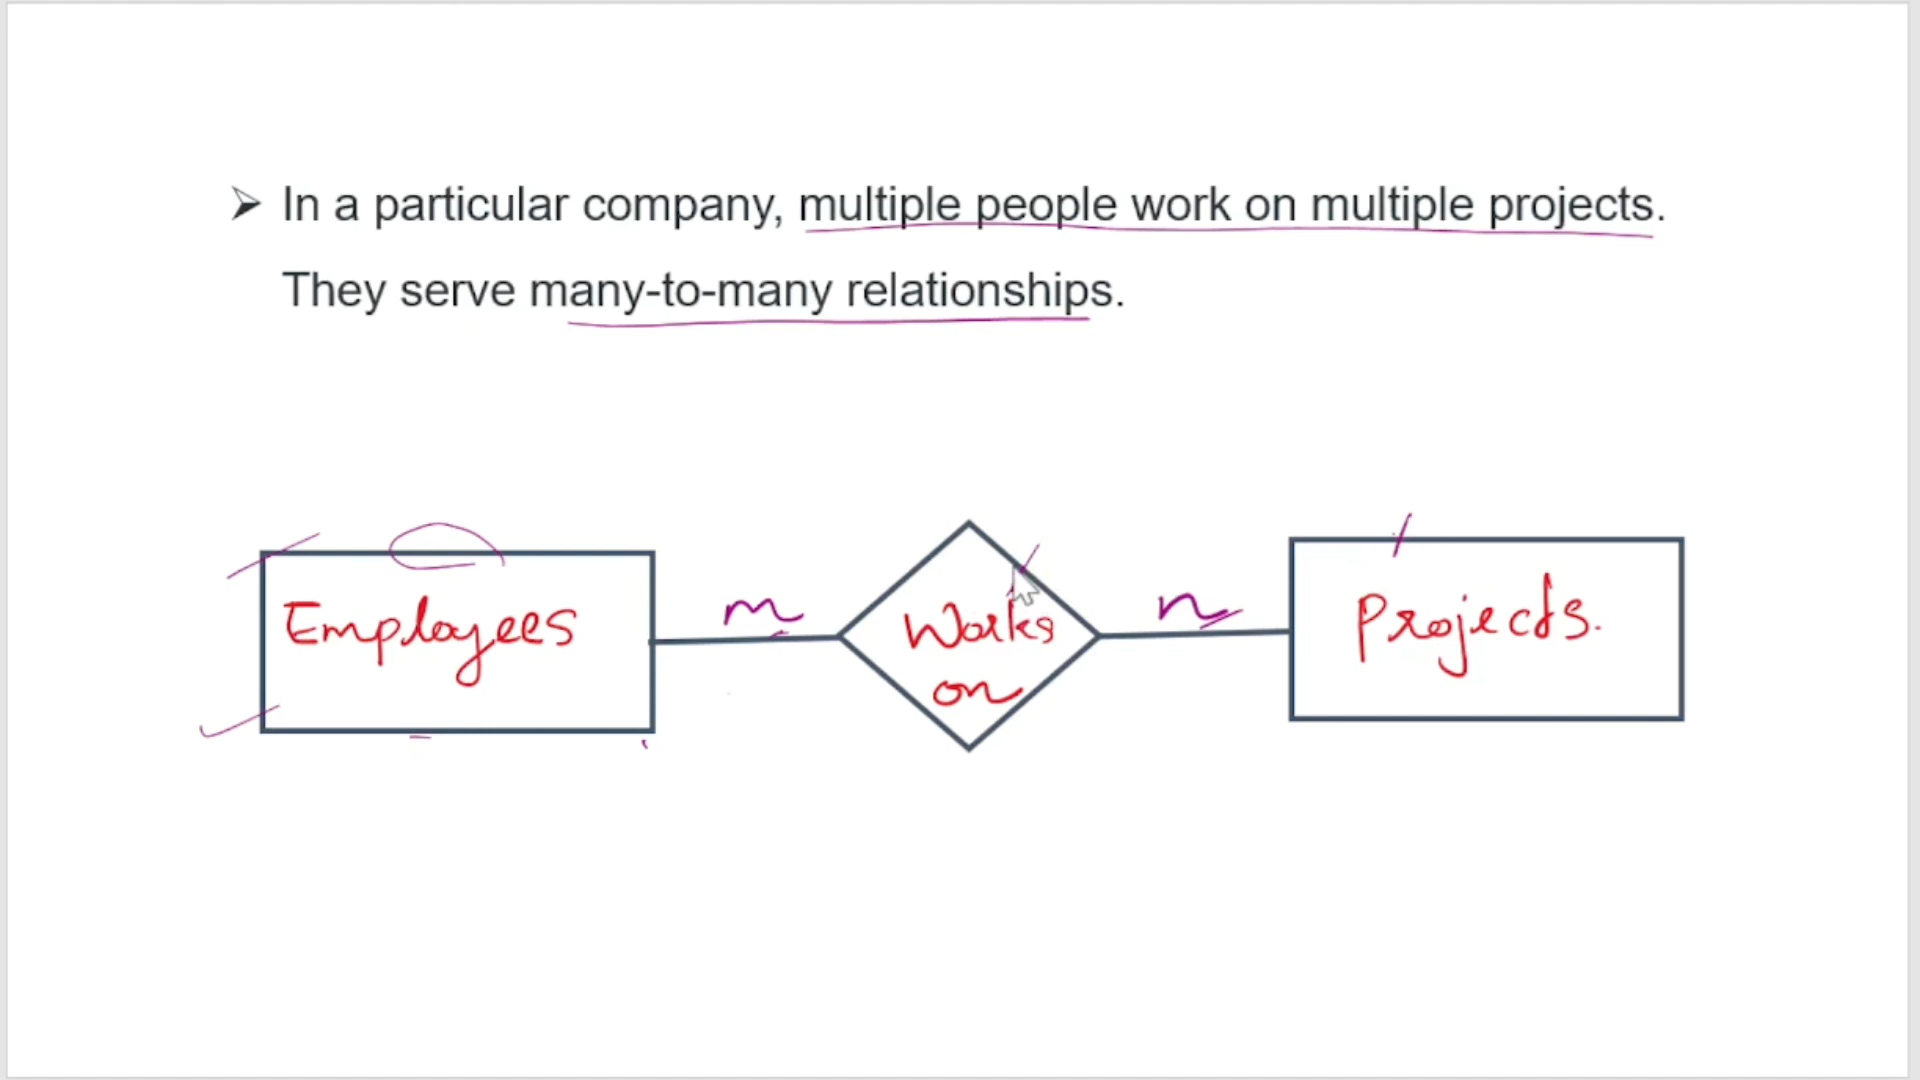 In a particular company, multiple people work on multiple projects.
They serve many-to-many relationships.
Employees
m
Works
on
n
Projects.